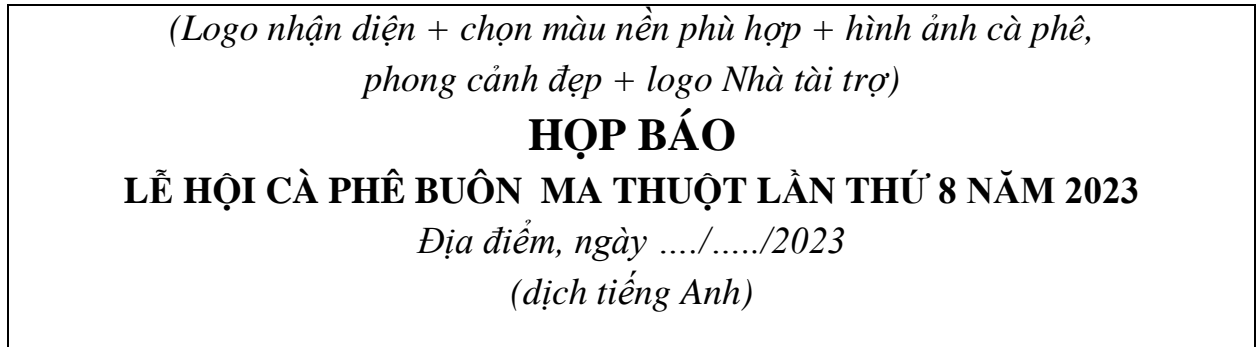 (Logo nhận diện + chọn màu nền phù hợp + hình ảnh cà phê,
phong cảnh đẹp + logo Nhà tài trợ)
HỌP BÁO
LỄ HỘI CÀ PHÊ BUÔN MA THUỘT LẦN THỨ 8 NĂM 2023
Địa điểm, ngày …./…../2023
(dịch tiếng Anh)